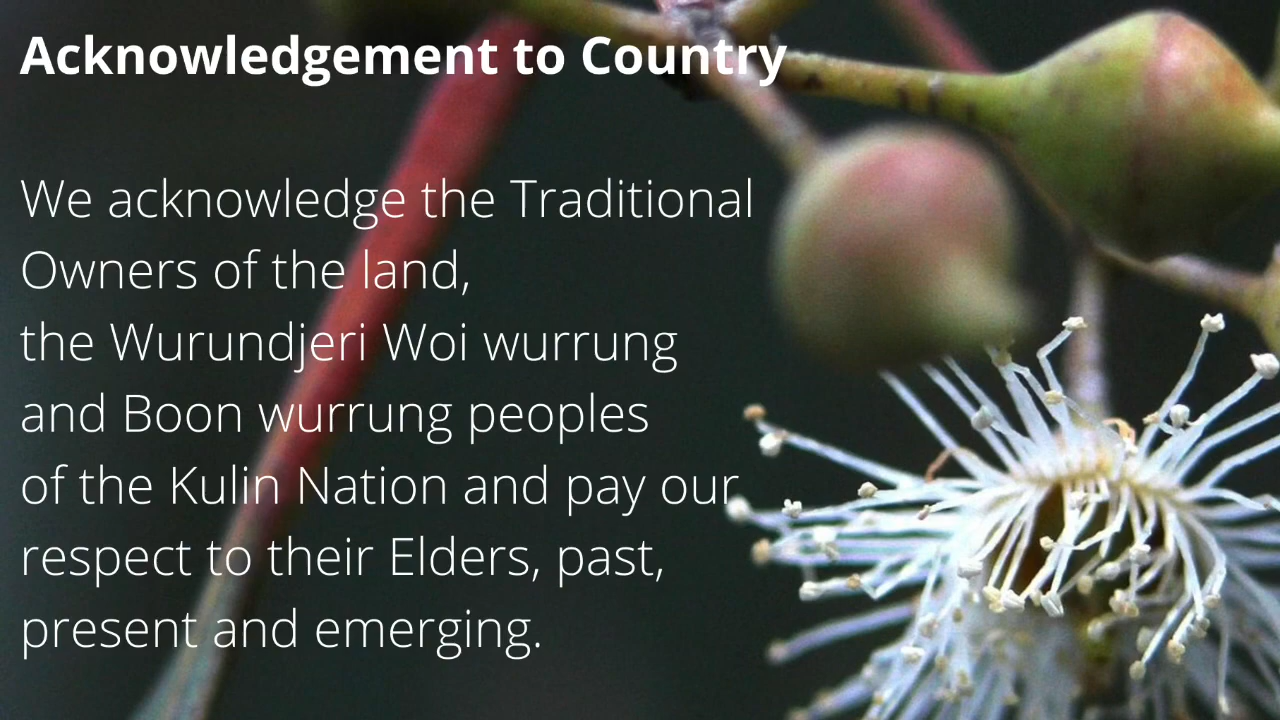 Acknowledgement to Country
We acknowledge the Traditional
Owners of the land,
the Wurundjeri Woi wurrung
and Boon wurrung peoples
of the Kulin Nation and pay our
respect to their Elders, past,
present and emerging.